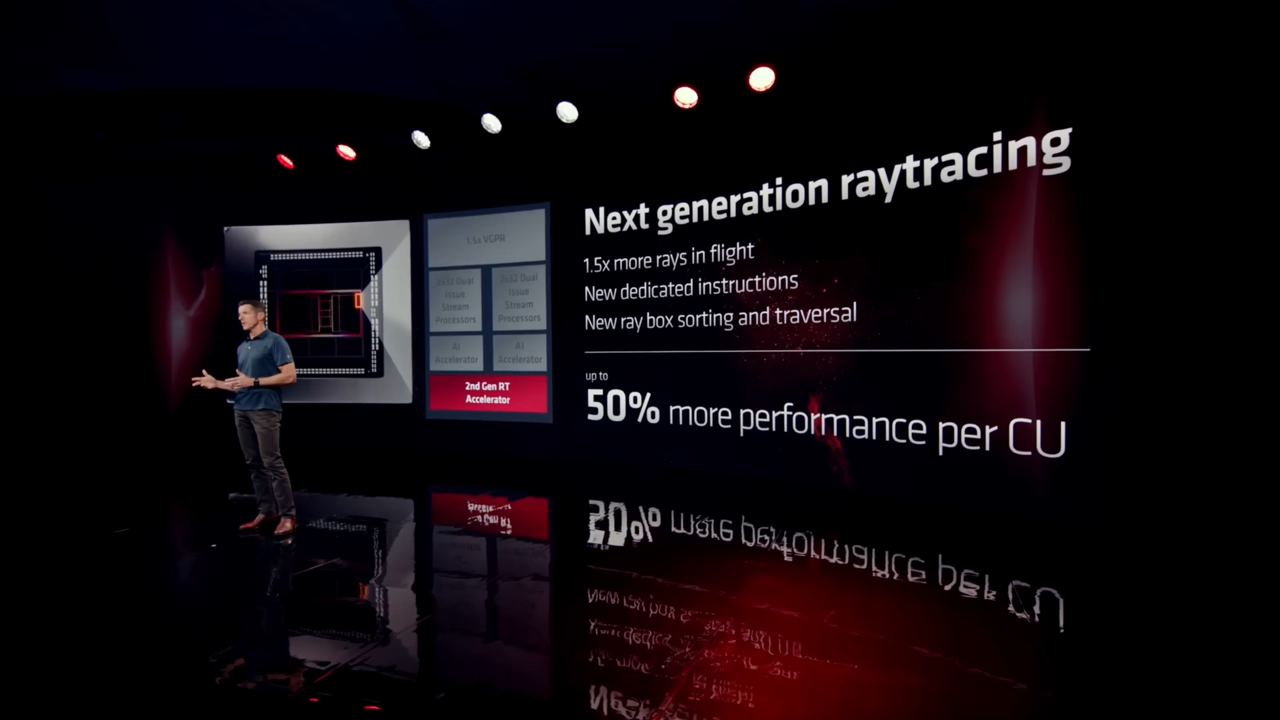 Next generation raytracing
1.5x more rays in flight
New dedicated instructions
New ray box sorting and traversal
up to
50% more performance per CU
1.5x VGPR
Dual
Issue
Stream
Processors
Dual
Issue
Stream
Processors
AI
Accelerator
AI
Accelerator
2nd Gen RT
Accelerator